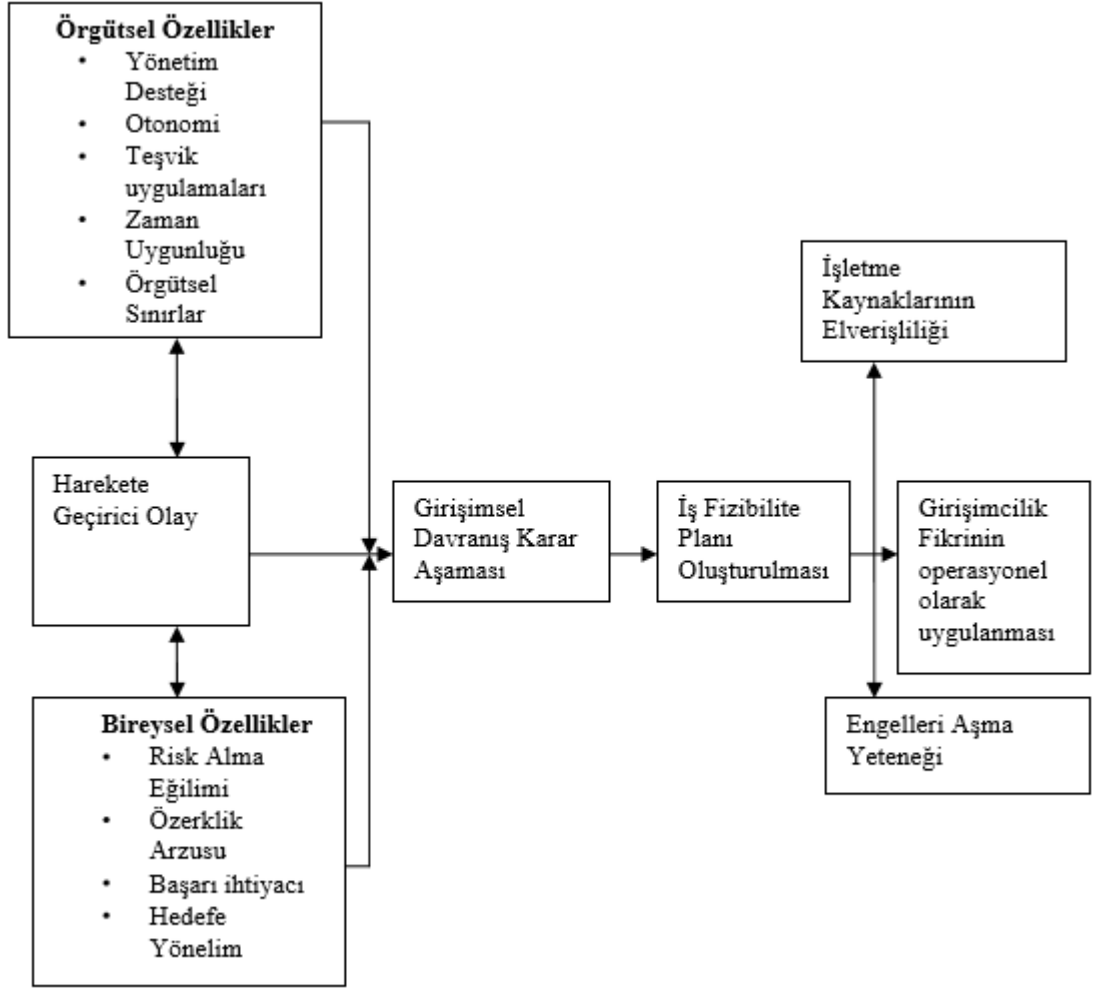 Örgütsel Özellikler
• Yönetim
Desteği
• Otonomi
• Teşvik
uygulamaları
• Zaman
Uygunluğu
• Örgütsel
Sınırlar
Harekete
Geçirici Olay
Bireysel Özellikler
• Risk Alma
Eğilimi
• Özerklik
Arzusu
• Başarı ihtiyacı
• Hedefe
Yönelim
Girişimsel
Davranış Karar
Aşaması
İş Fizibilite
Planı
Oluşturulması
İşletme
Kaynaklarının
Elverişliliği
Girişimcilik
Fikrinin
operasyonel
olarak
uygulanması
Engelleri Aşma
Yeteneği